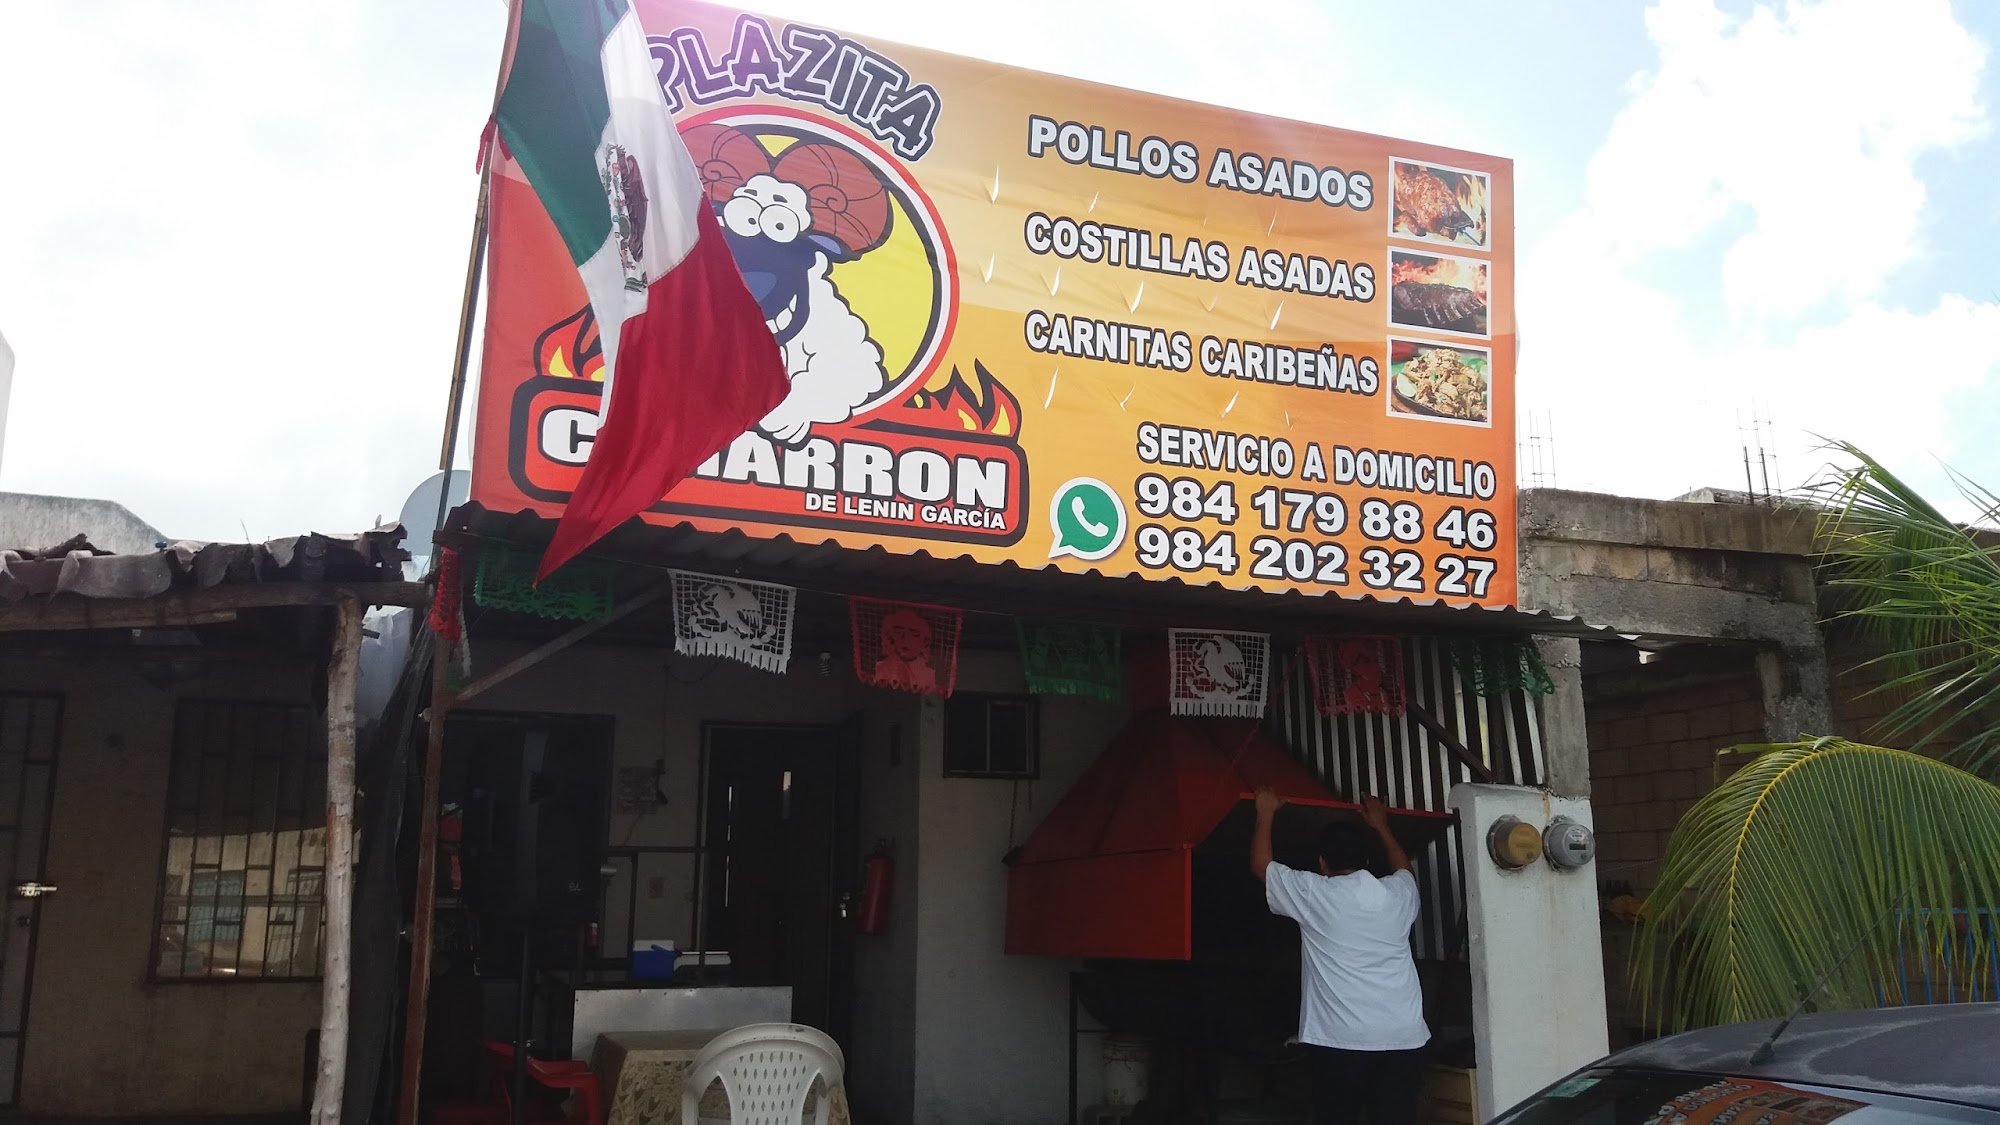 PLAZITA
POLLOS ASADOS
COSTILLAS ASADAS
CARNITAS CARIBEÑAS
DE LENIN GARCÍA
SERVICIO A DOMICILIO
984 179 88 46
984 202 32 27